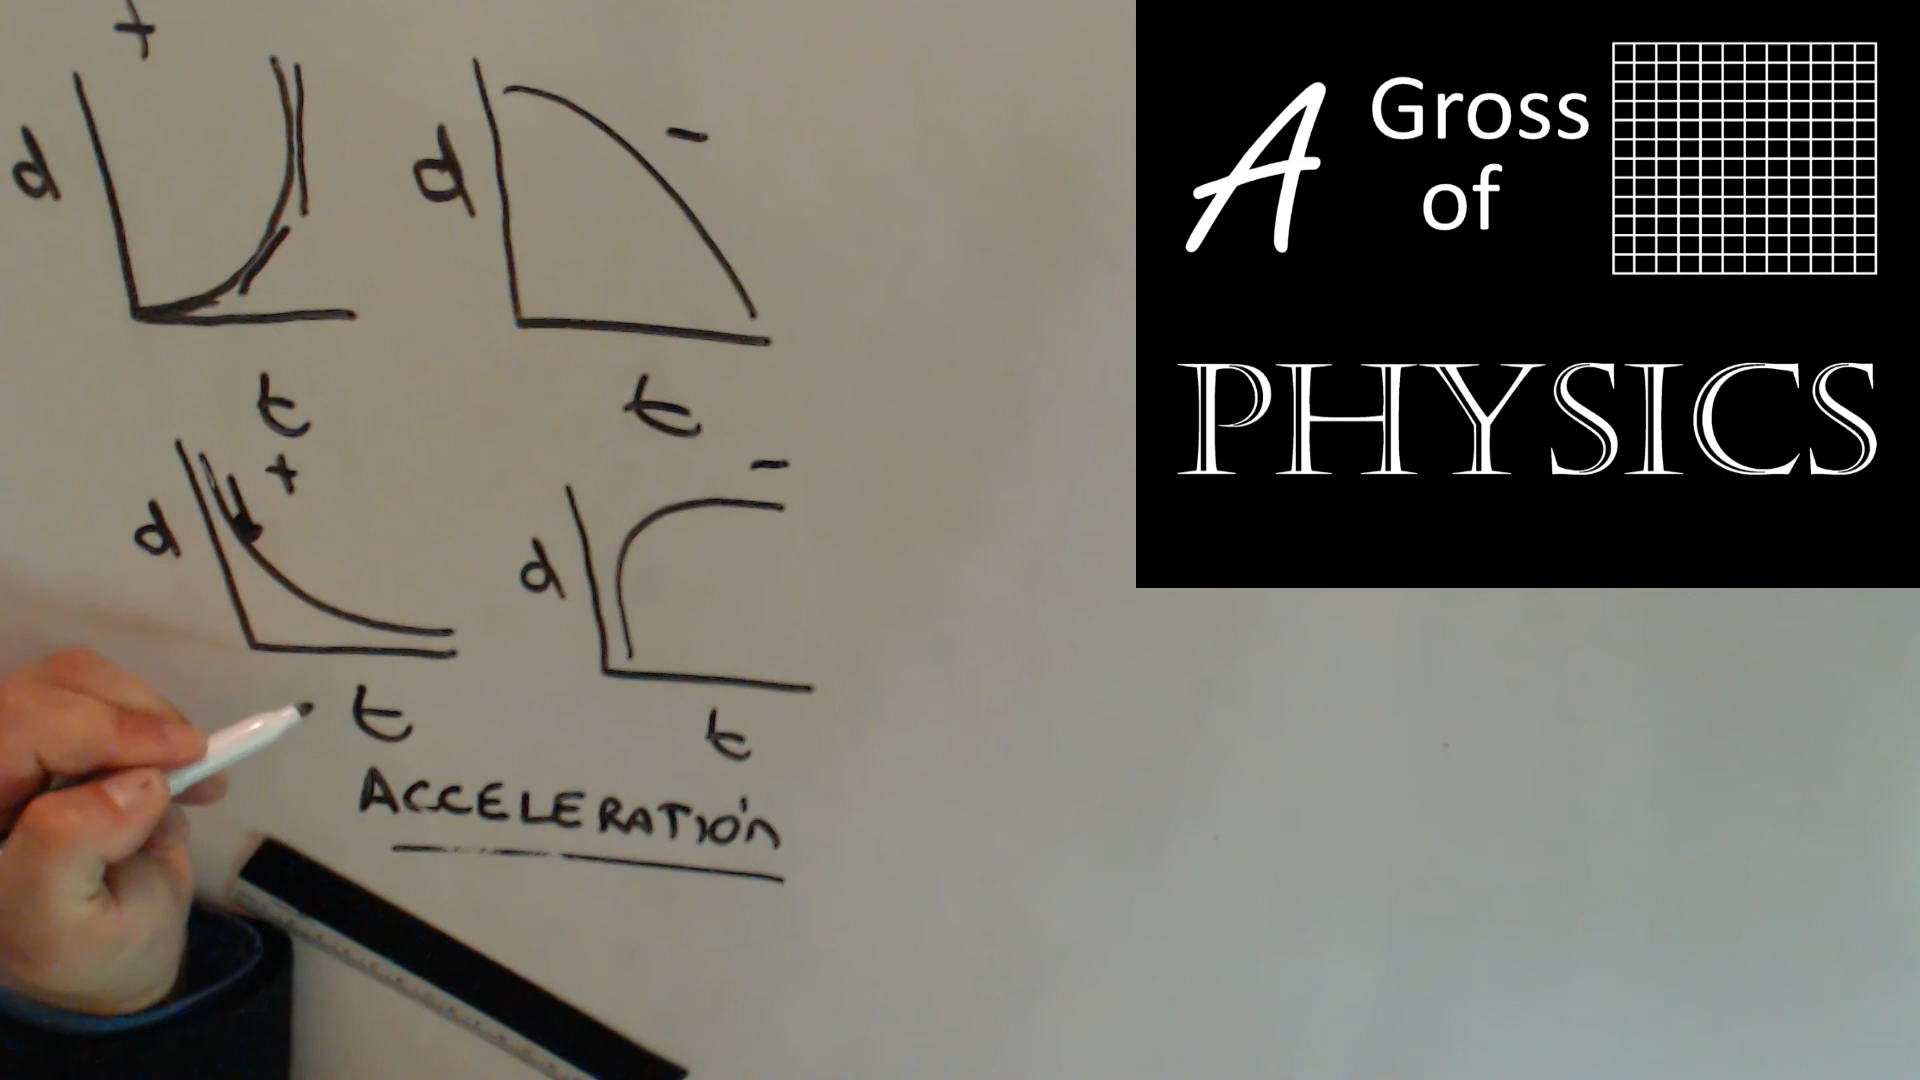 +
d
t
d
-
t
+
d
t
-
d
t
ACCELERATION
A Gross
of
PHYSICS